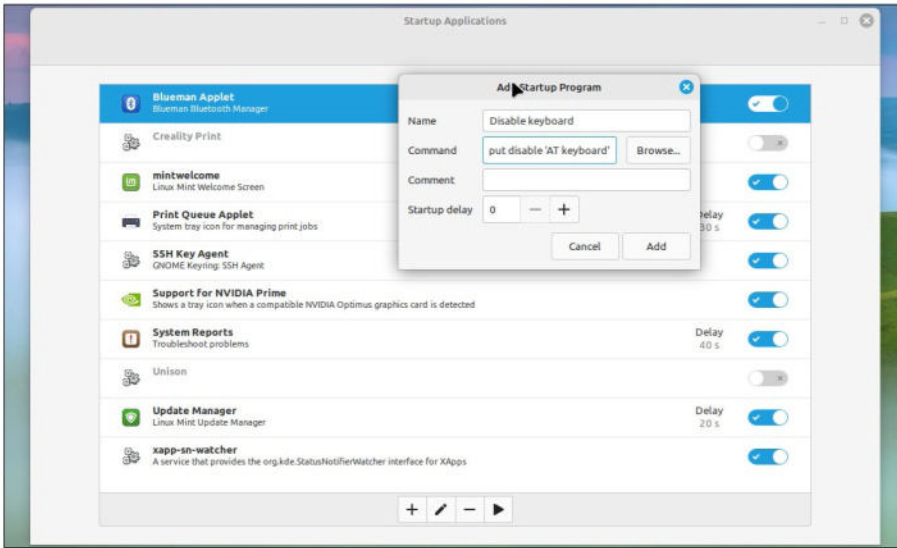 Startup Applications
Blueman Applet
Blueman Bluetooth Manager
Creality Print
mintwelcome
Linux Mint Welcome Screen
Print Queue Applet
System tray icon for managing print jobs
Delay
30 s
SSH Key Agent
GNOME Keyring: SSH Agent
Support for NVIDIA Prime
Shows a tray icon when a compatible NVIDIA Optimus graphics card is detected
System Reports
Troubleshoot problems
Delay
40 s
Unison
Update Manager
Linux Mint Update Manager
Delay
20 s
xapp-sn-watcher
A service that provides the org.kde.StatusNotifierWatcher interface for XApps
Add Startup Program
Name
Disable keyboard
Command
put disable 'AT keyboard'
Browse...
Comment
Startup delay
0
Cancel
Add